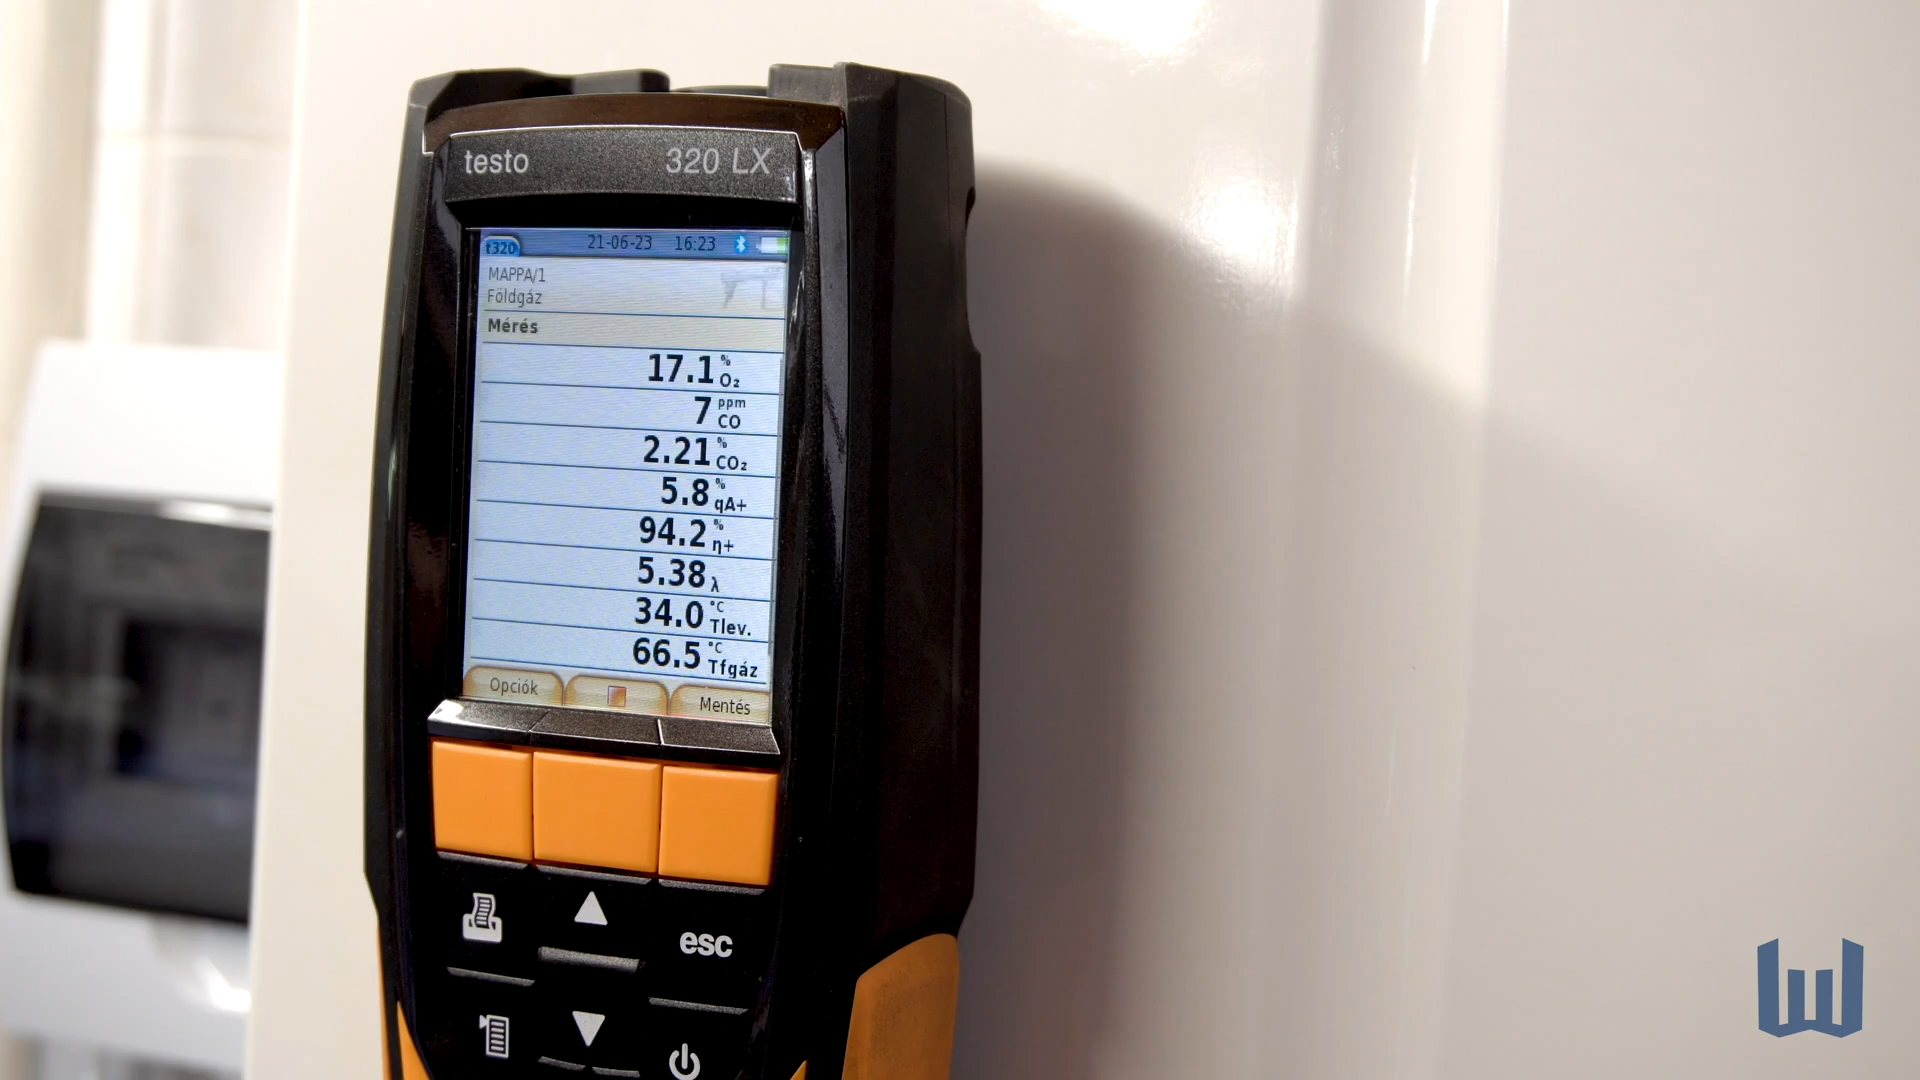 testo 320 LX
t320 21-06-23 16:23
MAPPA/1
Földgáz
Mérés
17.1 % O₂
7 ppm CO
2.21 % CO₂
5.8 % qA+
94.2 % η+
5.38 λ
34.0 °C Tlev.
66.5 °C Tfgáz
Opciók Mentés
esc